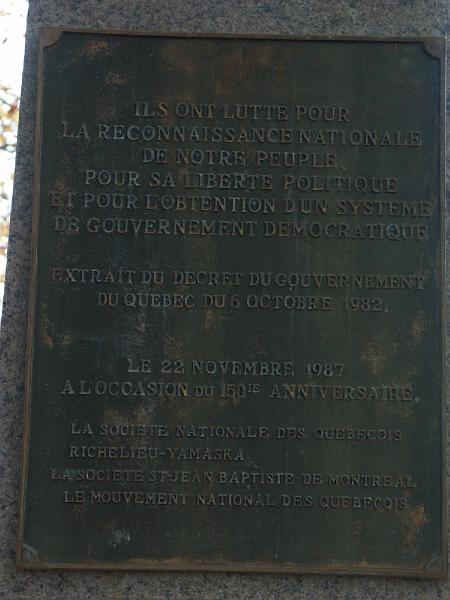 ILS ONT LUTTE POUR
LA RECONNAISSANCE NATIONALE
DE NOTRE PEUPLE,
POUR SA LIBERTE POLITIQUE
ET POUR L'OBTENTION D'UN SYSTEME
DE GOUVERNEMENT DEMOCRATIQUE
EXTRAIT DU DECRET DU GOUVERNEMENT
DU QUEBEC DU 6 OCTOBRE 1982.
LE 22 NOVEMBRE 1987
A L'OCCASION DU 150IE ANNIVERSAIRE.
LA SOCIETE NATIONALE DES QUEBECOIS
RICHELIEU-YAMASKA.
LA SOCIETE ST-JEAN BAPTISTE DE MONTREAL
LE MOUVEMENT NATIONAL DES QUEBECOIS